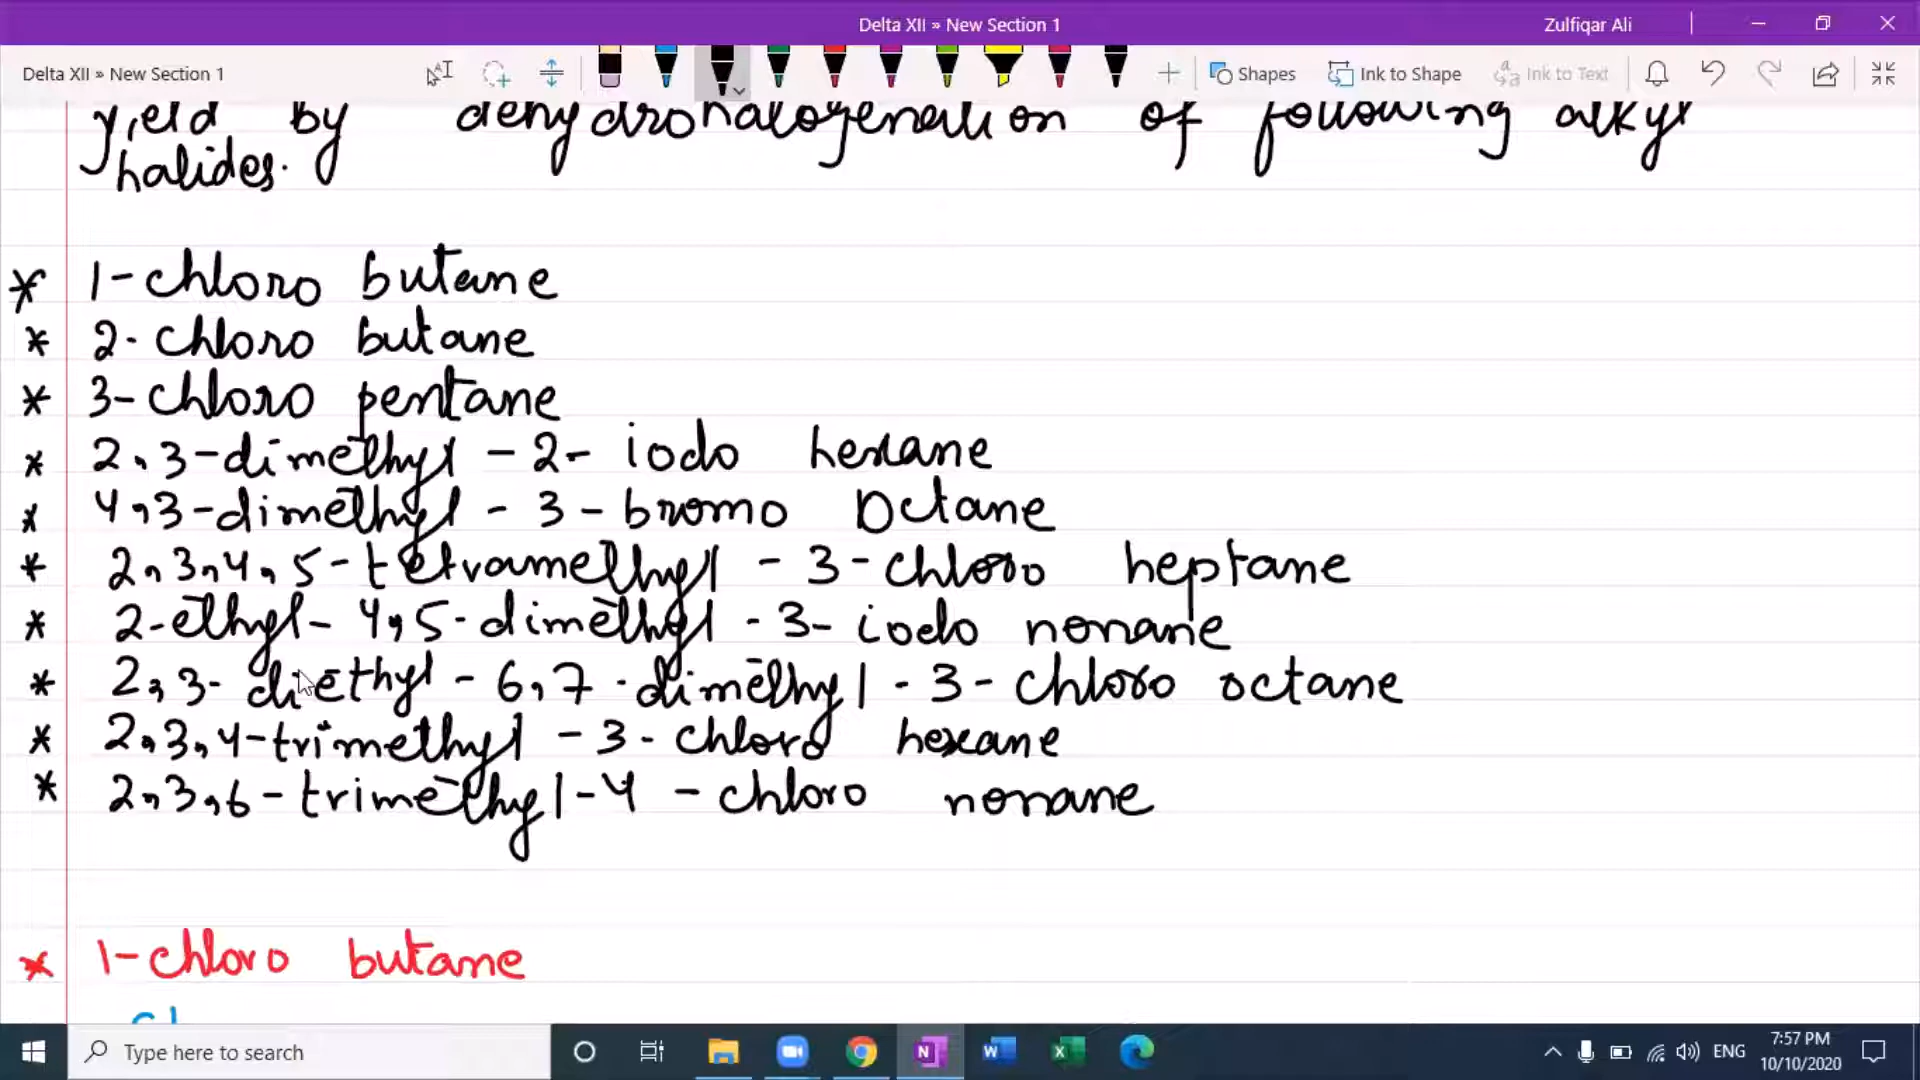 Delta XII » New Section 1
Zulfiqar Ali
Delta XII » New Section 1
Shapes
Ink to Shape
Ink to Text
yield by dehydrohalogenation of following alkyl
halides.
* 1-chloro butane
* 2-chloro butane
* 3-chloro pentane
* 2,3-dimethyl-2-iodo hexane
* 4,3-dimethyl-3-bromo Octane
* 2,3,4,5-tetramethyl-3-chloro heptane
* 2-ethyl-4,5-dimethyl-3-iodo nonane
* 2,3-diethyl-6,7-dimethyl-3-chloro octane
* 2,3,4-trimethyl-3-chloro hexane
* 2,3,6-trimethyl-4-chloro nonane
* 1-chloro butane
Type here to search
ENG
7:57 PM
10/10/2020